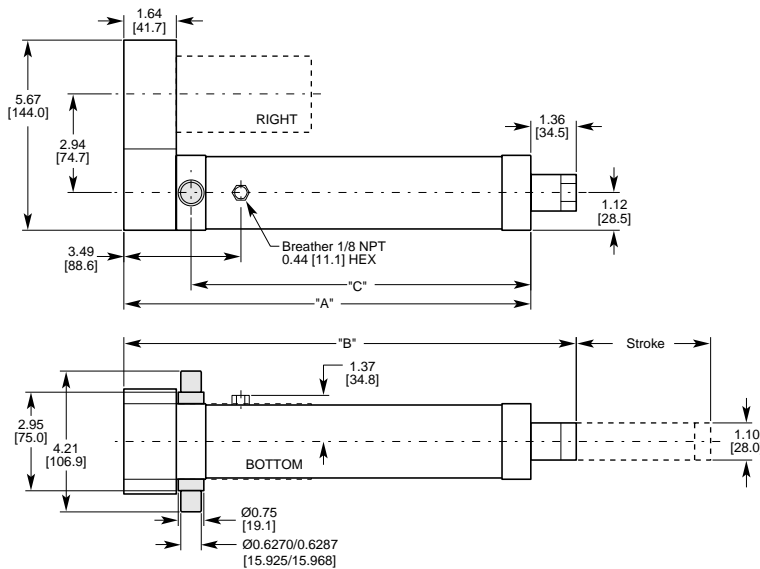 1.64
[41.7]
5.67
[144.0]
2.94
[74.7]
RIGHT
1.36
[34.5]
1.12
[28.5]
3.49
[88.6]
Breather 1/8 NPT
0.44 [11.1] HEX
"C"
"A"
"B"
Stroke
1.37
[34.8]
2.95
[75.0]
4.21
[106.9]
BOTTOM
1.10
[28.0
Ø0.75
[19.1]
Ø0.6270/0.6287
[15.925/15.968]